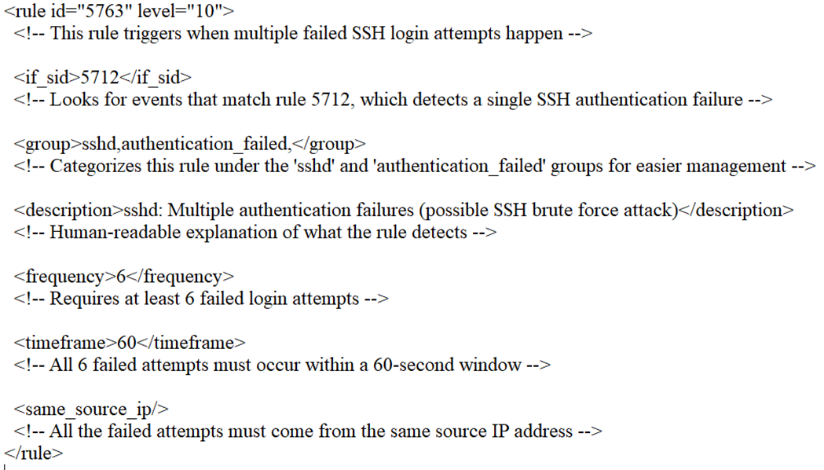 <rule id="5763" level="10">
<!-- This rule triggers when multiple failed SSH login attempts happen -->
<if_sid>5712</if_sid>
<!-- Looks for events that match rule 5712, which detects a single SSH authentication failure -->
<group>sshd,authentication_failed,</group>
<!-- Categorizes this rule under the 'sshd' and 'authentication_failed' groups for easier management -->
<description>sshd: Multiple authentication failures (possible SSH brute force attack)</description>
<!-- Human-readable explanation of what the rule detects -->
<frequency>6</frequency>
<!-- Requires at least 6 failed login attempts -->
<timeframe>60</timeframe>
<!-- All 6 failed attempts must occur within a 60-second window -->
<same_source_ip/>
<!-- All the failed attempts must come from the same source IP address -->
</rule>